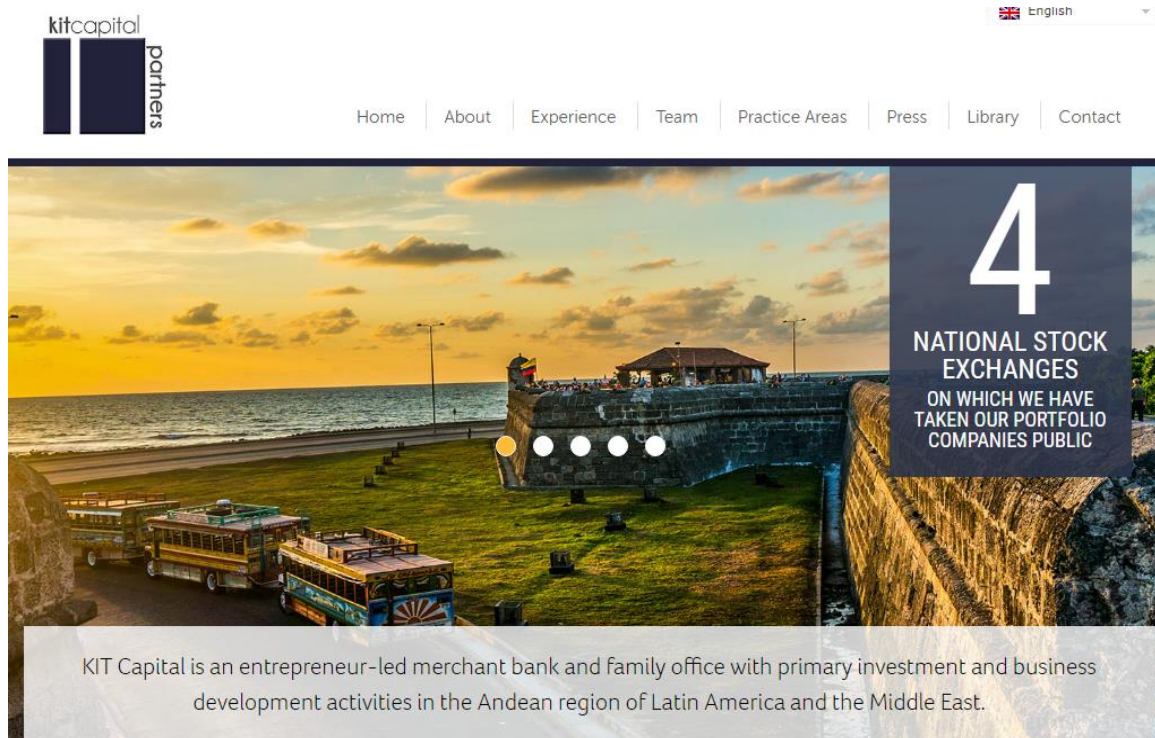 kitcapital
partners
English
Home
About
Experience
Team
Practice Areas
Press
Library
Contact
4
NATIONAL STOCK
EXCHANGES
ON WHICH WE HAVE
TAKEN OUR PORTFOLIO
COMPANIES PUBLIC
KIT Capital is an entrepreneur-led merchant bank and family office with primary investment and business
development activities in the Andean region of Latin America and the Middle East.